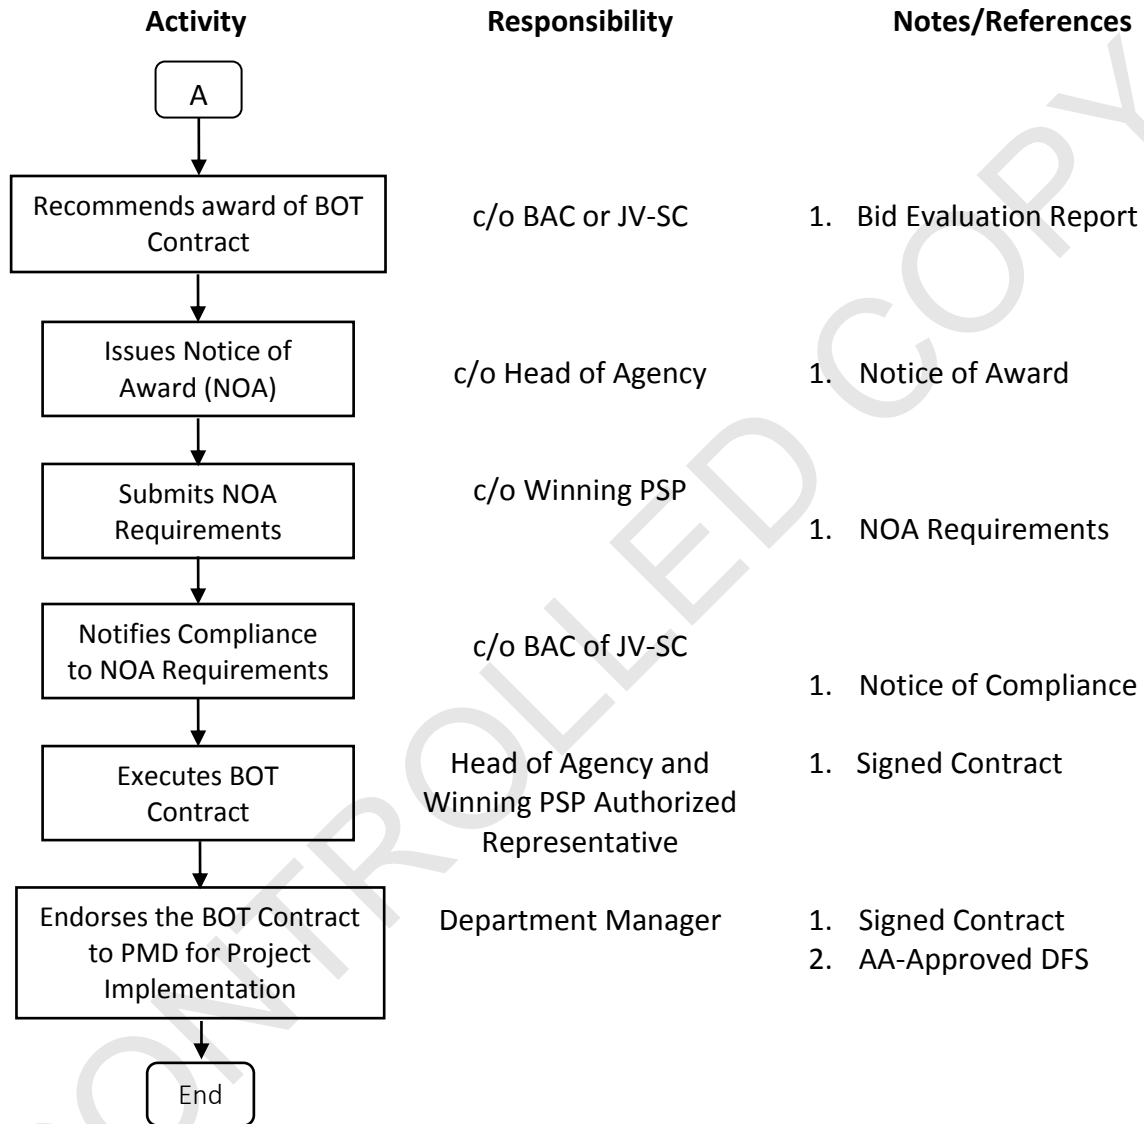 Activity Responsibility Notes/References
A
Recommends award of BOT
Contract
c/o BAC or JV-SC
1. Bid Evaluation Report
Issues Notice of
Award (NOA)
c/o Head of Agency
1. Notice of Award
Submits NOA
Requirements
c/o Winning PSP
1. NOA Requirements
Notifies Compliance
to NOA Requirements
c/o BAC of JV-SC
1. Notice of Compliance
Executes BOT
Contract
Head of Agency and
Winning PSP Authorized
Representative
1. Signed Contract
Endorses the BOT Contract
to PMD for Project
Implementation
Department Manager
1. Signed Contract
2. AA-Approved DFS
End
CONTROLLED COPY